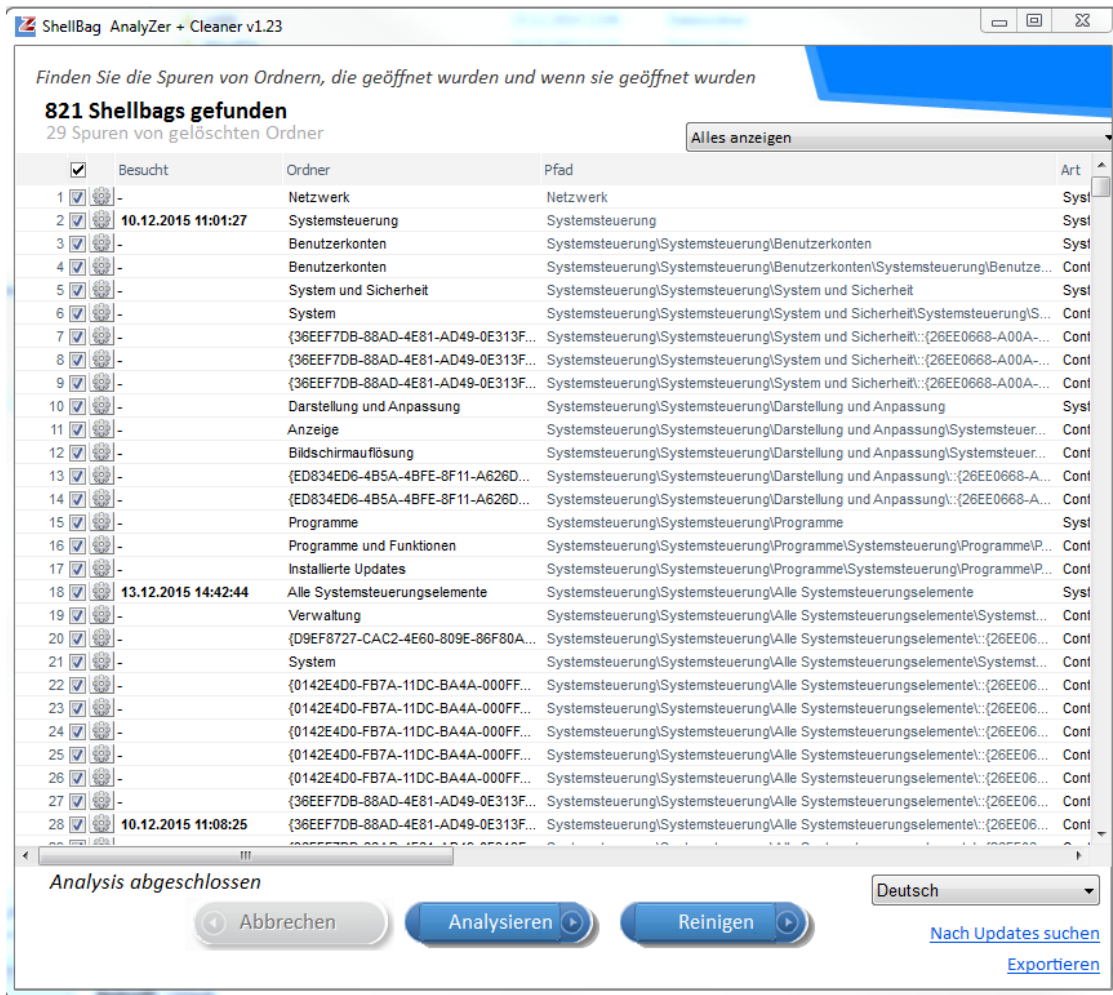 ShellBag AnalyZer + Cleaner v1.23
Finden Sie die Spuren von Ordnern, die geöffnet wurden und wenn sie geöffnet wurden
821 Shellbags gefunden
29 Spuren von gelöschten Ordner
Alles anzeigen
Besucht Ordner Pfad Art
1 - Netzwerk Netzwerk Syst
2 10.12.2015 11:01:27 Systemsteuerung Systemsteuerung Syst
3 - Benutzerkonten Systemsteuerung\Systemsteuerung\Benutzerkonten Syst
4 - Benutzerkonten Systemsteuerung\Systemsteuerung\Benutzerkonten\Systemsteuerung\Benutze... Cont
5 - System und Sicherheit Systemsteuerung\Systemsteuerung\System und Sicherheit Syst
6 - System Systemsteuerung\Systemsteuerung\System und Sicherheit\Systemsteuerung\S... Cont
7 - {36EEF7DB-88AD-4E81-AD49-0E313F... Systemsteuerung\Systemsteuerung\System und Sicherheit\::{26EE0668-A00A-... Cont
8 - {36EEF7DB-88AD-4E81-AD49-0E313F... Systemsteuerung\Systemsteuerung\System und Sicherheit\::{26EE0668-A00A-... Cont
9 - {36EEF7DB-88AD-4E81-AD49-0E313F... Systemsteuerung\Systemsteuerung\System und Sicherheit\::{26EE0668-A00A-... Cont
10 - Darstellung und Anpassung Systemsteuerung\Systemsteuerung\Darstellung und Anpassung Syst
11 - Anzeige Systemsteuerung\Systemsteuerung\Darstellung und Anpassung\Systemsteuer... Cont
12 - Bildschirmauflösung Systemsteuerung\Systemsteuerung\Darstellung und Anpassung\Systemsteuer... Cont
13 - {ED834ED6-4B5A-4BFE-8F11-A626D... Systemsteuerung\Systemsteuerung\Darstellung und Anpassung\::{26EE0668-A... Cont
14 - {ED834ED6-4B5A-4BFE-8F11-A626D... Systemsteuerung\Systemsteuerung\Darstellung und Anpassung\::{26EE0668-A... Cont
15 - Programme Systemsteuerung\Systemsteuerung\Programme Syst
16 - Programme und Funktionen Systemsteuerung\Systemsteuerung\Programme\Systemsteuerung\Programme\P... Cont
17 - Installierte Updates Systemsteuerung\Systemsteuerung\Programme\Systemsteuerung\Programme\P... Cont
18 13.12.2015 14:42:44 Alle Systemsteuerungselemente Systemsteuerung\Systemsteuerung\Alle Systemsteuerungselemente Syst
19 - Verwaltung Systemsteuerung\Systemsteuerung\Alle Systemsteuerungselemente\Systemst... Cont
20 - {D9EF8727-CAC2-4E60-809E-86F80A... Systemsteuerung\Systemsteuerung\Alle Systemsteuerungselemente\::{26EE06... Cont
21 - System Systemsteuerung\Systemsteuerung\Alle Systemsteuerungselemente\Systemst... Cont
22 - {0142E4D0-FB7A-11DC-BA4A-000FF... Systemsteuerung\Systemsteuerung\Alle Systemsteuerungselemente\::{26EE06... Cont
23 - {0142E4D0-FB7A-11DC-BA4A-000FF... Systemsteuerung\Systemsteuerung\Alle Systemsteuerungselemente\::{26EE06... Cont
24 - {0142E4D0-FB7A-11DC-BA4A-000FF... Systemsteuerung\Systemsteuerung\Alle Systemsteuerungselemente\::{26EE06... Cont
25 - {0142E4D0-FB7A-11DC-BA4A-000FF... Systemsteuerung\Systemsteuerung\Alle Systemsteuerungselemente\::{26EE06... Cont
26 - {0142E4D0-FB7A-11DC-BA4A-000FF... Systemsteuerung\Systemsteuerung\Alle Systemsteuerungselemente\::{26EE06... Cont
27 - {36EEF7DB-88AD-4E81-AD49-0E313F... Systemsteuerung\Systemsteuerung\Alle Systemsteuerungselemente\::{26EE06... Cont
28 10.12.2015 11:08:25 {36EEF7DB-88AD-4E81-AD49-0E313F... Systemsteuerung\Systemsteuerung\Alle Systemsteuerungselemente\::{26EE06... Cont
Analysis abgeschlossen
Deutsch
Abbrechen Analysieren Reinigen
Nach Updates suchen
Exportieren